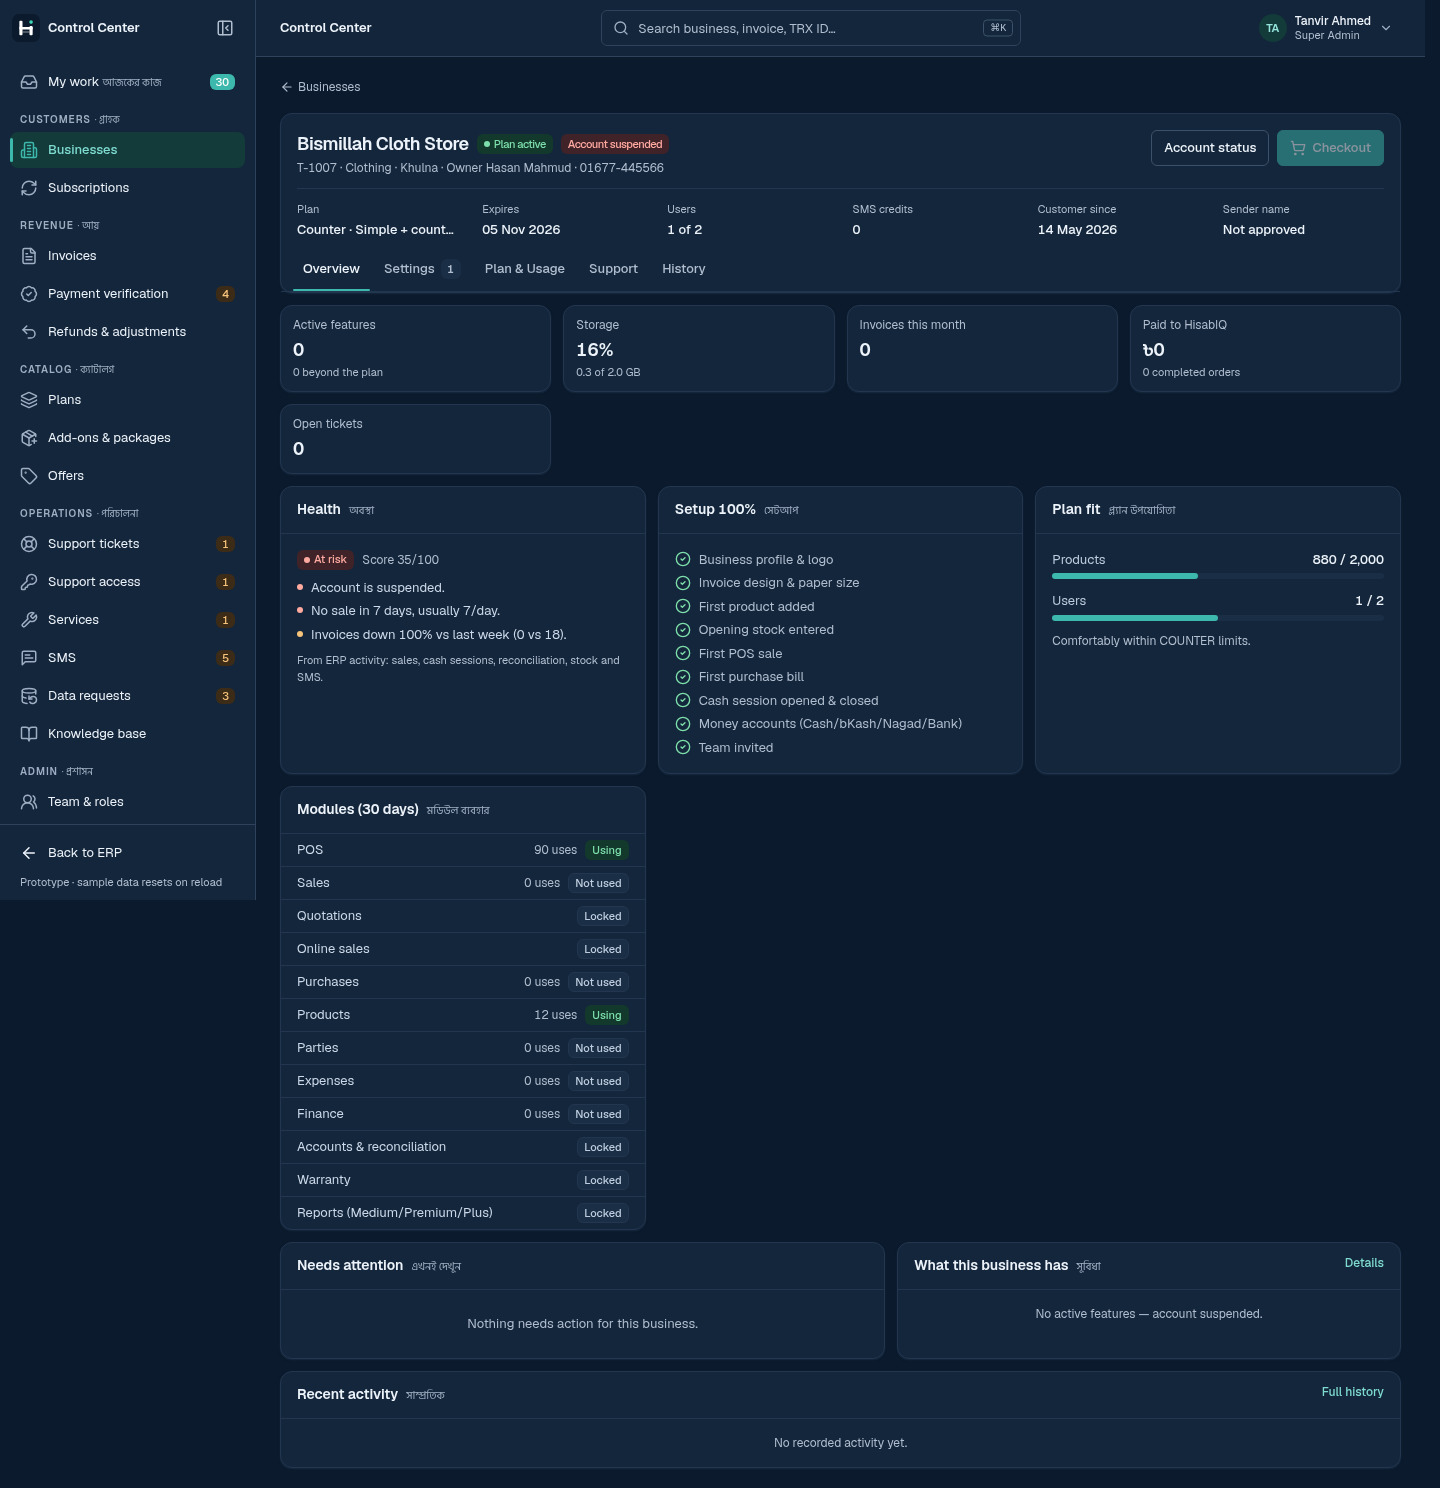 Control Center
My work আজকের কাজ 30
CUSTOMERS · গ্রাহক
Businesses
Subscriptions
REVENUE · আয়
Invoices
Payment verification 4
Refunds & adjustments
CATALOG · ক্যাটালগ
Plans
Add-ons & packages
Offers
OPERATIONS · পরিচালনা
Support tickets 1
Support access 1
Services 1
SMS 5
Data requests 3
Knowledge base
ADMIN · প্রশাসন
Team & roles
Back to ERP
Prototype · sample data resets on reload
Control Center
Search business, invoice, TRX ID... ⌘K
TA
Tanvir Ahmed
Super Admin
Businesses
Bismillah Cloth Store Plan active Account suspended
Account status Checkout
T-1007 · Clothing · Khulna · Owner Hasan Mahmud · 01677-445566
Plan Expires Users SMS credits Customer since Sender name
Counter · Simple + count... 05 Nov 2026 1 of 2 0 14 May 2026 Not approved
Overview Settings 1 Plan & Usage Support History
Active features
0
0 beyond the plan
Storage
16%
0.3 of 2.0 GB
Invoices this month
0
Paid to HisabIQ
৳0
0 completed orders
Open tickets
0
Health অবস্থা
At risk Score 35/100
Account is suspended.
No sale in 7 days, usually 7/day.
Invoices down 100% vs last week (0 vs 18).
From ERP activity: sales, cash sessions, reconciliation, stock and
SMS.
Setup 100% সেটআপ
Business profile & logo
Invoice design & paper size
First product added
Opening stock entered
First POS sale
First purchase bill
Cash session opened & closed
Money accounts (Cash/bKash/Nagad/Bank)
Team invited
Plan fit প্ল্যান উপযোগিতা
Products 880 / 2,000
Users 1 / 2
Comfortably within COUNTER limits.
Modules (30 days) মডিউল ব্যবহার
POS 90 uses Using
Sales 0 uses Not used
Quotations Locked
Online sales Locked
Purchases 0 uses Not used
Products 12 uses Using
Parties 0 uses Not used
Expenses 0 uses Not used
Finance 0 uses Not used
Accounts & reconciliation Locked
Warranty Locked
Reports (Medium/Premium/Plus) Locked
Needs attention এখনই দেখুন
Nothing needs action for this business.
What this business has সুবিধা Details
No active features — account suspended.
Recent activity সাম্প্রতিক Full history
No recorded activity yet.